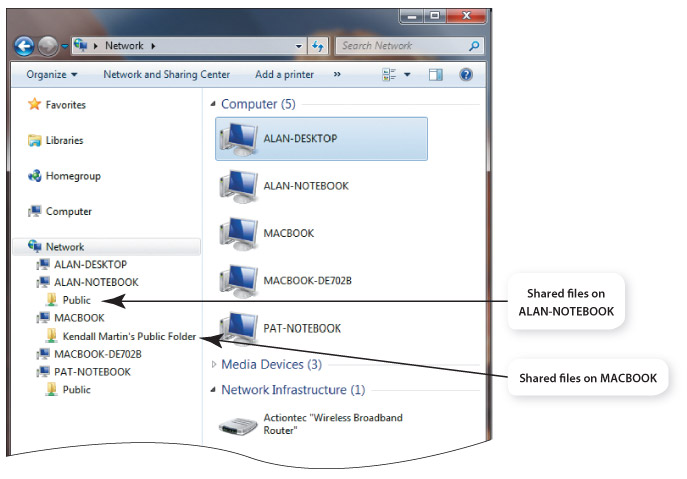 Network
Search Network
Organize
Network and Sharing Center
Add a printer
»
Favorites
Libraries
Homegroup
Computer
Network
ALAN-DESKTOP
ALAN-NOTEBOOK
Public
MACBOOK
Kendall Martin's Public Folder
MACBOOK-DE702B
PAT-NOTEBOOK
Public
Computer (5)
ALAN-DESKTOP
ALAN-NOTEBOOK
MACBOOK
MACBOOK-DE702B
PAT-NOTEBOOK
Media Devices (3)
Network Infrastructure (1)
Actiontec "Wireless Broadband
Router"
Shared files on
ALAN-NOTEBOOK
Shared files on MACBOOK